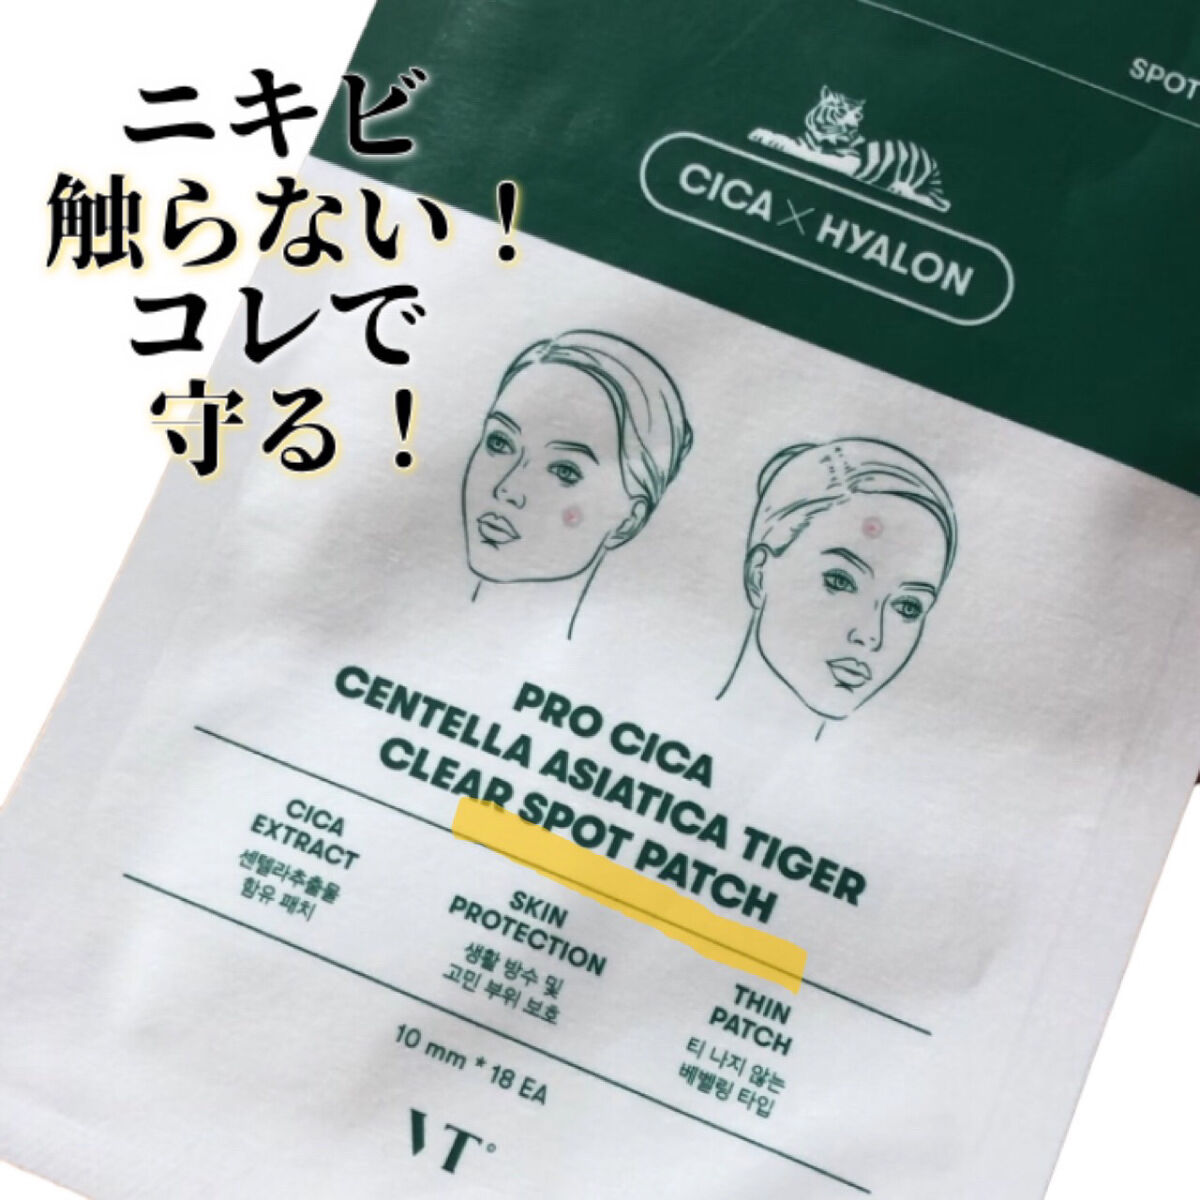 ニキビ
触らない！
コレで
守る！
SPOT
CICA × HYALON
PRO CICA
CENTELLA ASIATICA TIGER
CLEAR SPOT PATCH
CICA
EXTRACT
센텔라추출물
함유 패치
SKIN
PROTECTION
생활 방수 및
고민 부위 보호
THIN
PATCH
티 나지 않는
베벨링 타입
10 mm * 18 EA
VT